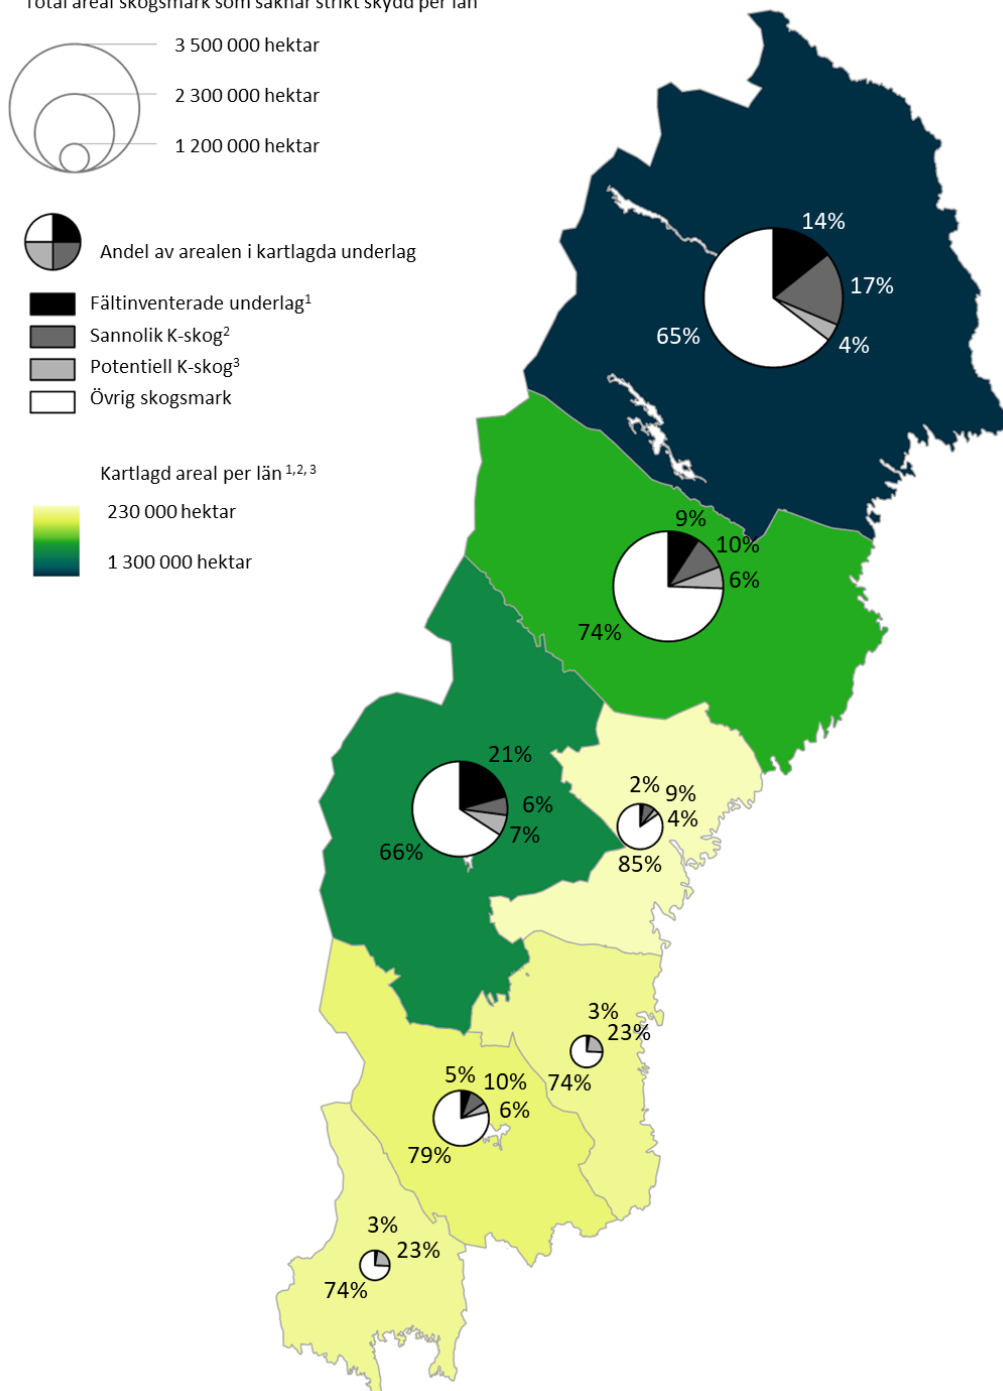 Total areal skogsmark som saknar strikt skydd per län
3 500 000 hektar
2 300 000 hektar
1 200 000 hektar
Andel av arealen i kartlagda underlag
Fältinventerade underlag¹
Sannolik K-skog²
Potentiell K-skog³
Övrig skogsmark
Kartlagd areal per län ¹,²,³
230 000 hektar
1 300 000 hektar
14%
17%
4%
65%
9%
10%
6%
74%
21%
6%
7%
66%
2%
9%
4%
85%
3%
23%
74%
5%
10%
6%
79%
3%
23%
74%